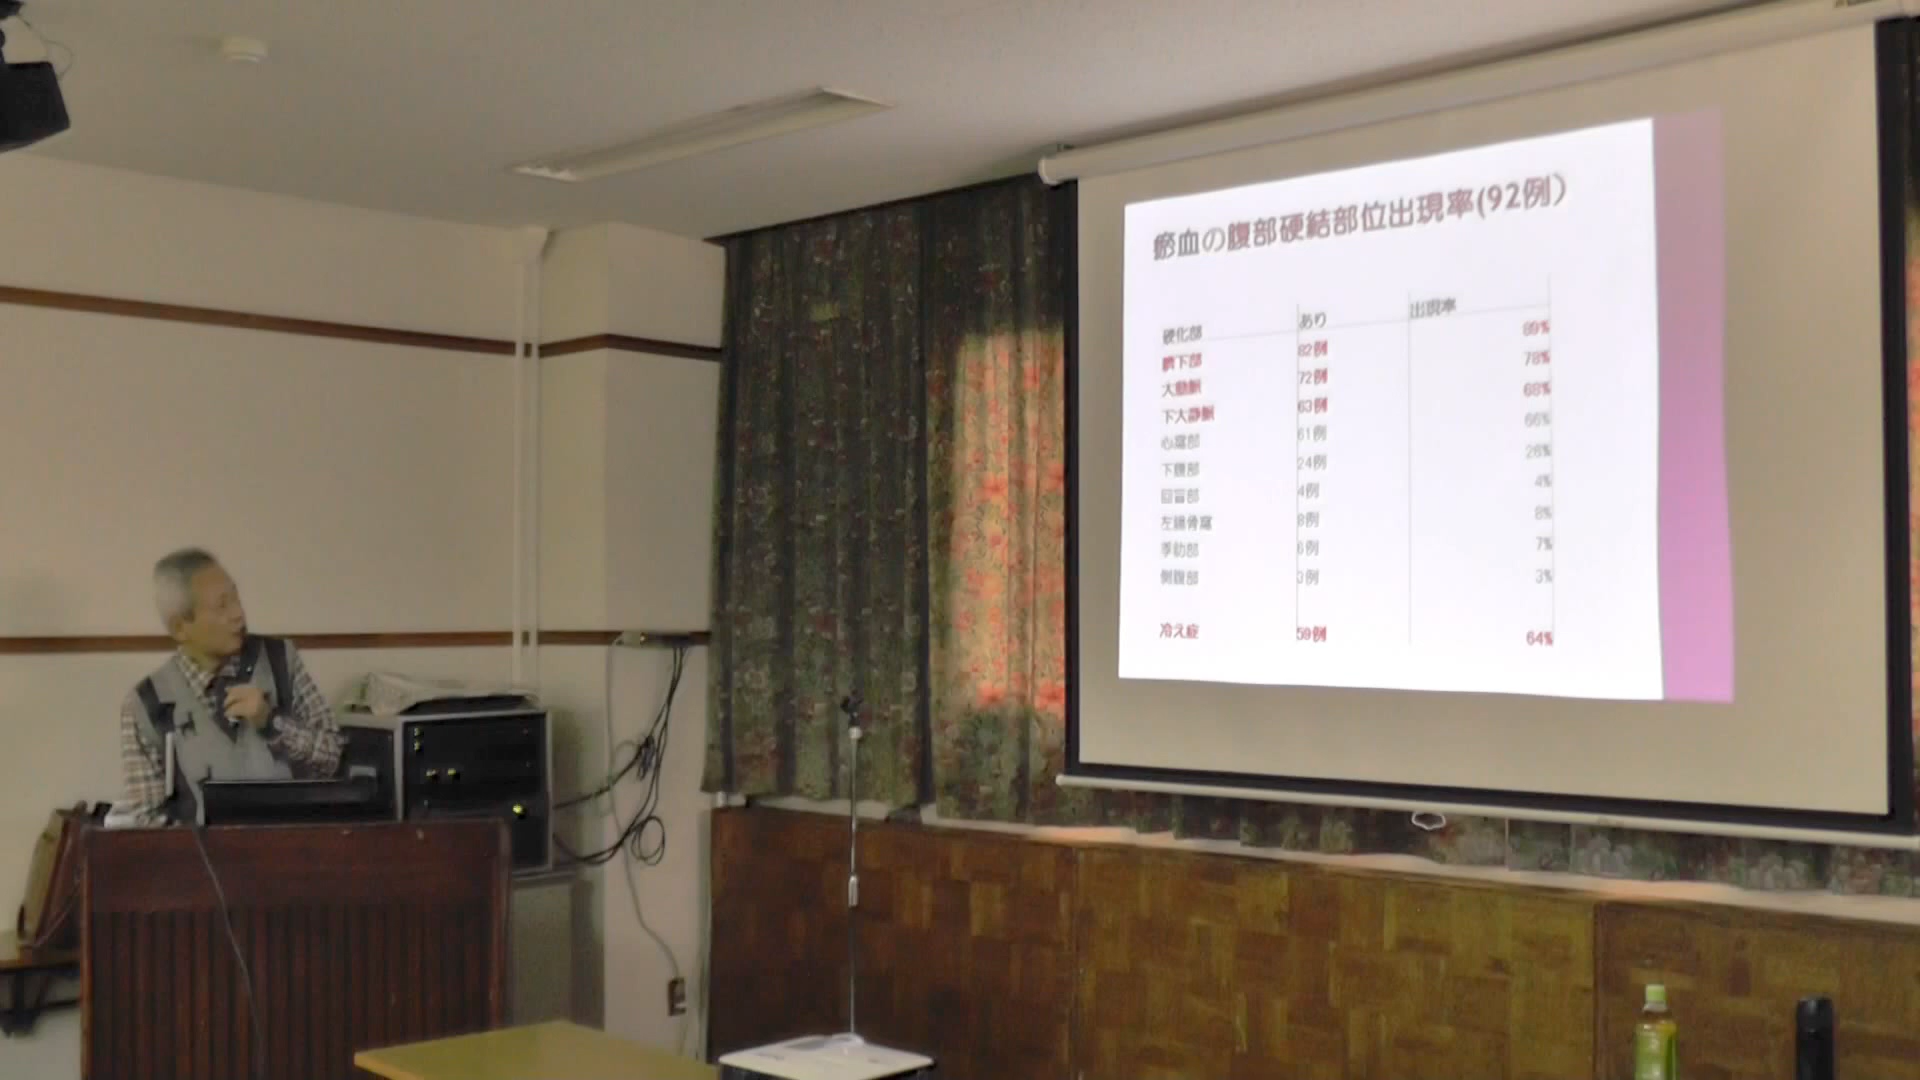 瘀血の腹部硬結部位出現率(92例)
硬化部 あり 出現率
臍下部 82例 89%
大動脈 72例 78%
下大静脈 63例 68%
心窩部 61例 66%
下腹部 24例 26%
回盲部 4例 4%
左腸骨窩 8例 8%
季肋部 6例 7%
側腹部 3例 3%
冷え症 59例 64%